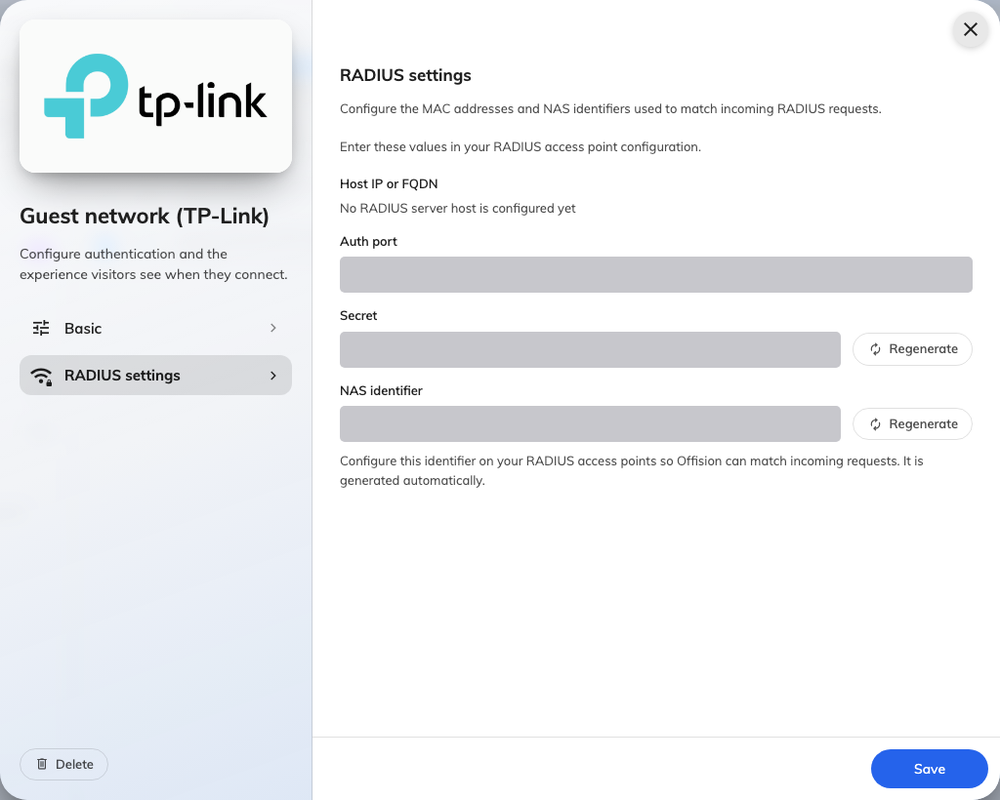 tp-link
Guest network (TP-Link)
Configure authentication and the
experience visitors see when they connect.
Basic
RADIUS settings
Delete
RADIUS settings
Configure the MAC addresses and NAS identifiers used to match incoming RADIUS requests.
Enter these values in your RADIUS access point configuration.
Host IP or FQDN
No RADIUS server host is configured yet
Auth port
Secret
Regenerate
NAS identifier
Regenerate
Configure this identifier on your RADIUS access points so Offision can match incoming requests. It is
generated automatically.
Save